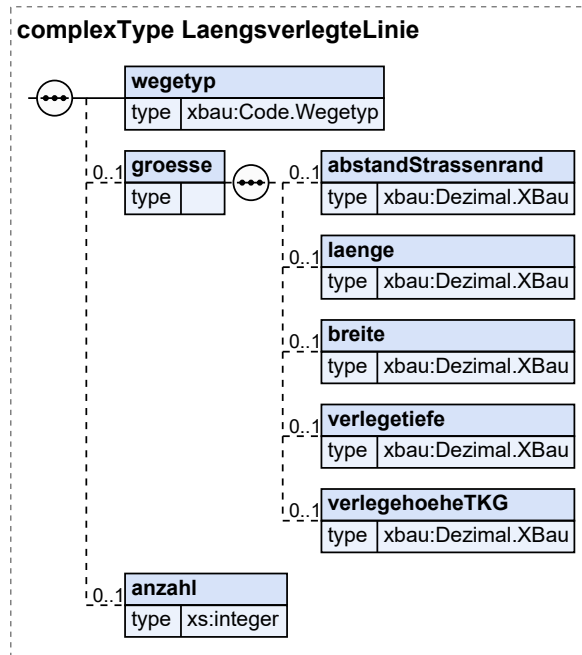 complexType LaengsverlegteLinie
wegetyp
type xbau:Code.Wegetyp
0..1 groesse
type
0..1 abstandStrassenrand
type xbau:Dezimal.XBau
0..1 laenge
type xbau:Dezimal.XBau
0..1 breite
type xbau:Dezimal.XBau
0..1 verlegetiefe
type xbau:Dezimal.XBau
0..1 verlegehoeheTKG
type xbau:Dezimal.XBau
0..1 anzahl
type xs:integer